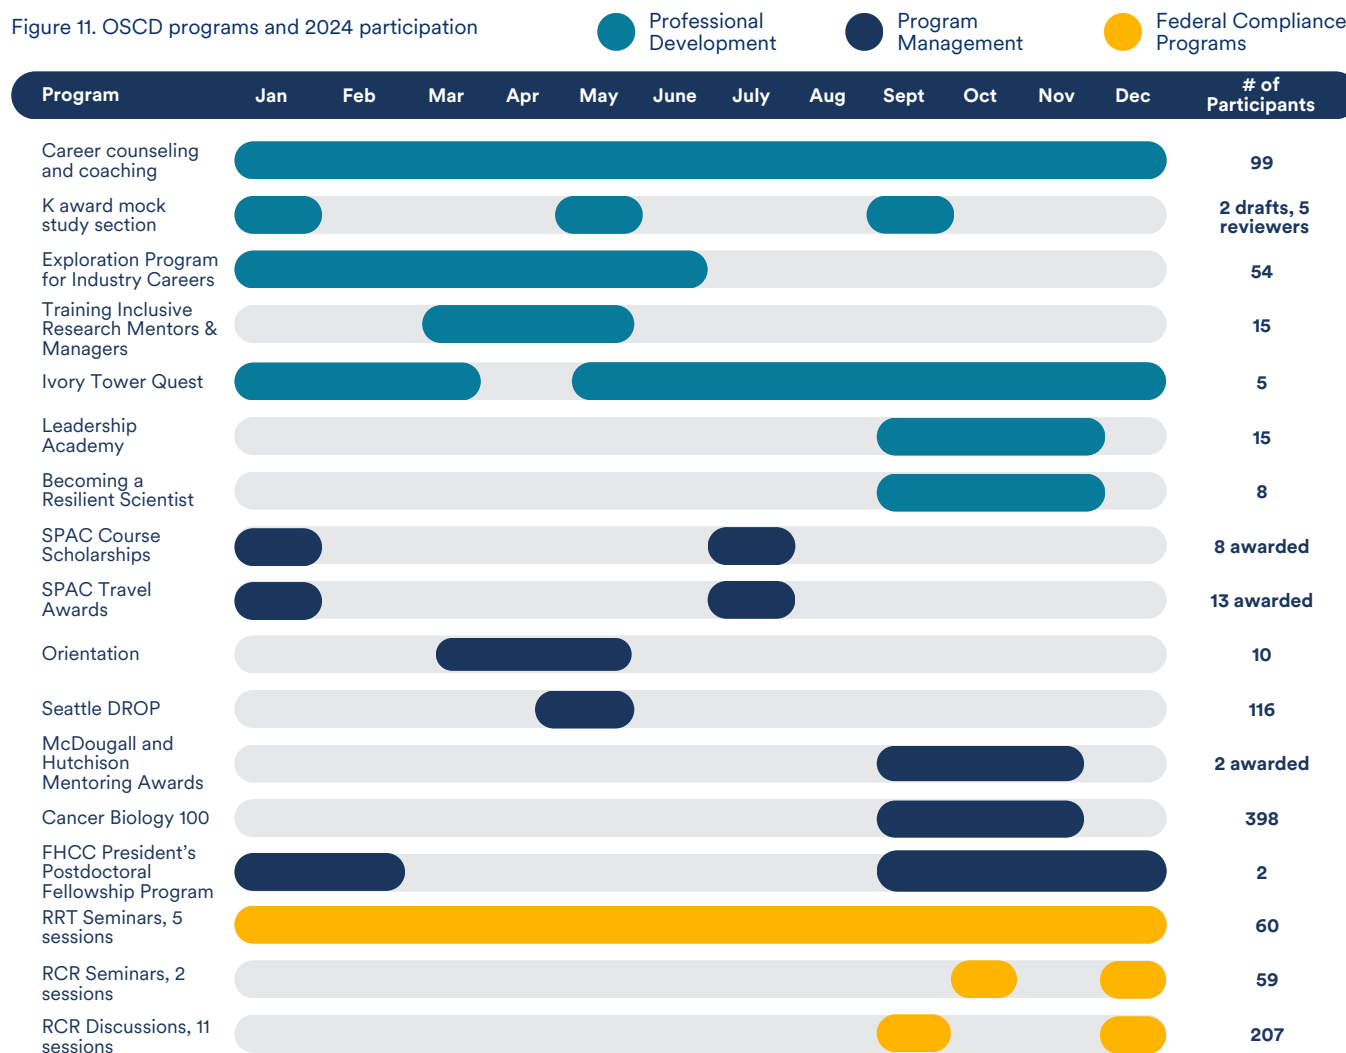 Figure 11. OSCD programs and 2024 participation
Professional
Development
Program
Management
Federal Compliance
Programs
Program Jan Feb Mar Apr May June July Aug Sept Oct Nov Dec # of
Participants
Career counseling
and coaching
99
K award mock
study section
2 drafts, 5
reviewers
Exploration Program
for Industry Careers
54
Training Inclusive
Research Mentors &
Managers
15
Ivory Tower Quest
5
Leadership
Academy
15
Becoming a
Resilient Scientist
8
SPAC Course
Scholarships
8 awarded
SPAC Travel
Awards
13 awarded
Orientation
10
Seattle DROP
116
McDougall and
Hutchison
Mentoring Awards
2 awarded
Cancer Biology 100
398
FHCC President’s
Postdoctoral
Fellowship Program
2
RRT Seminars, 5
sessions
60
RCR Seminars, 2
sessions
59
RCR Discussions, 11
sessions
207